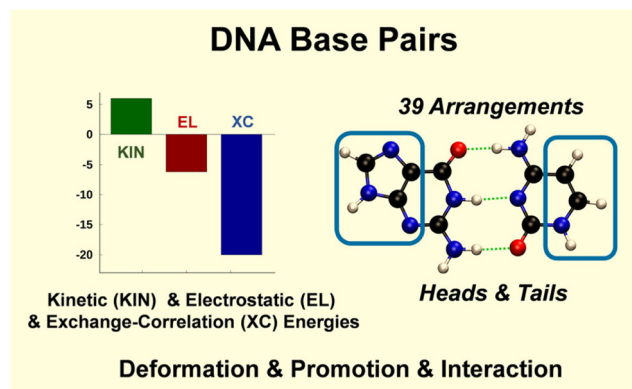 DNA Base Pairs
5
0
-5
-10
-15
-20
KIN
EL
XC
39 Arrangements
Heads & Tails
Kinetic (KIN) & Electrostatic (EL)
& Exchange-Correlation (XC) Energies
Deformation & Promotion & Interaction